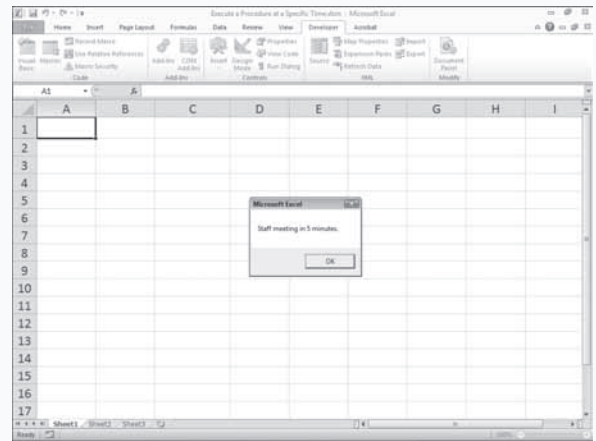 Execute a Procedure at a Specific Time.xlsm - Microsoft Excel
Home Insert Page Layout Formulas Data Review View Developer Acrobat
Record Macro Properties Map Properties Import
Use Relative References View Code Expansion Packs Export
Visual Basic Macros Macro Security Add-Ins COM Add-Ins Insert Design Mode Run Dialog Source Refresh Data Document Panel
Code Add-Ins Controls XML Modify
A1 fx
A B C D E F G H I
1
2
3
4
5
Microsoft Excel
6
Staff meeting in 5 minutes.
7
8
OK
9
10
11
12
13
14
15
16
17
Sheet1 Sheet2 Sheet3
Ready 100%